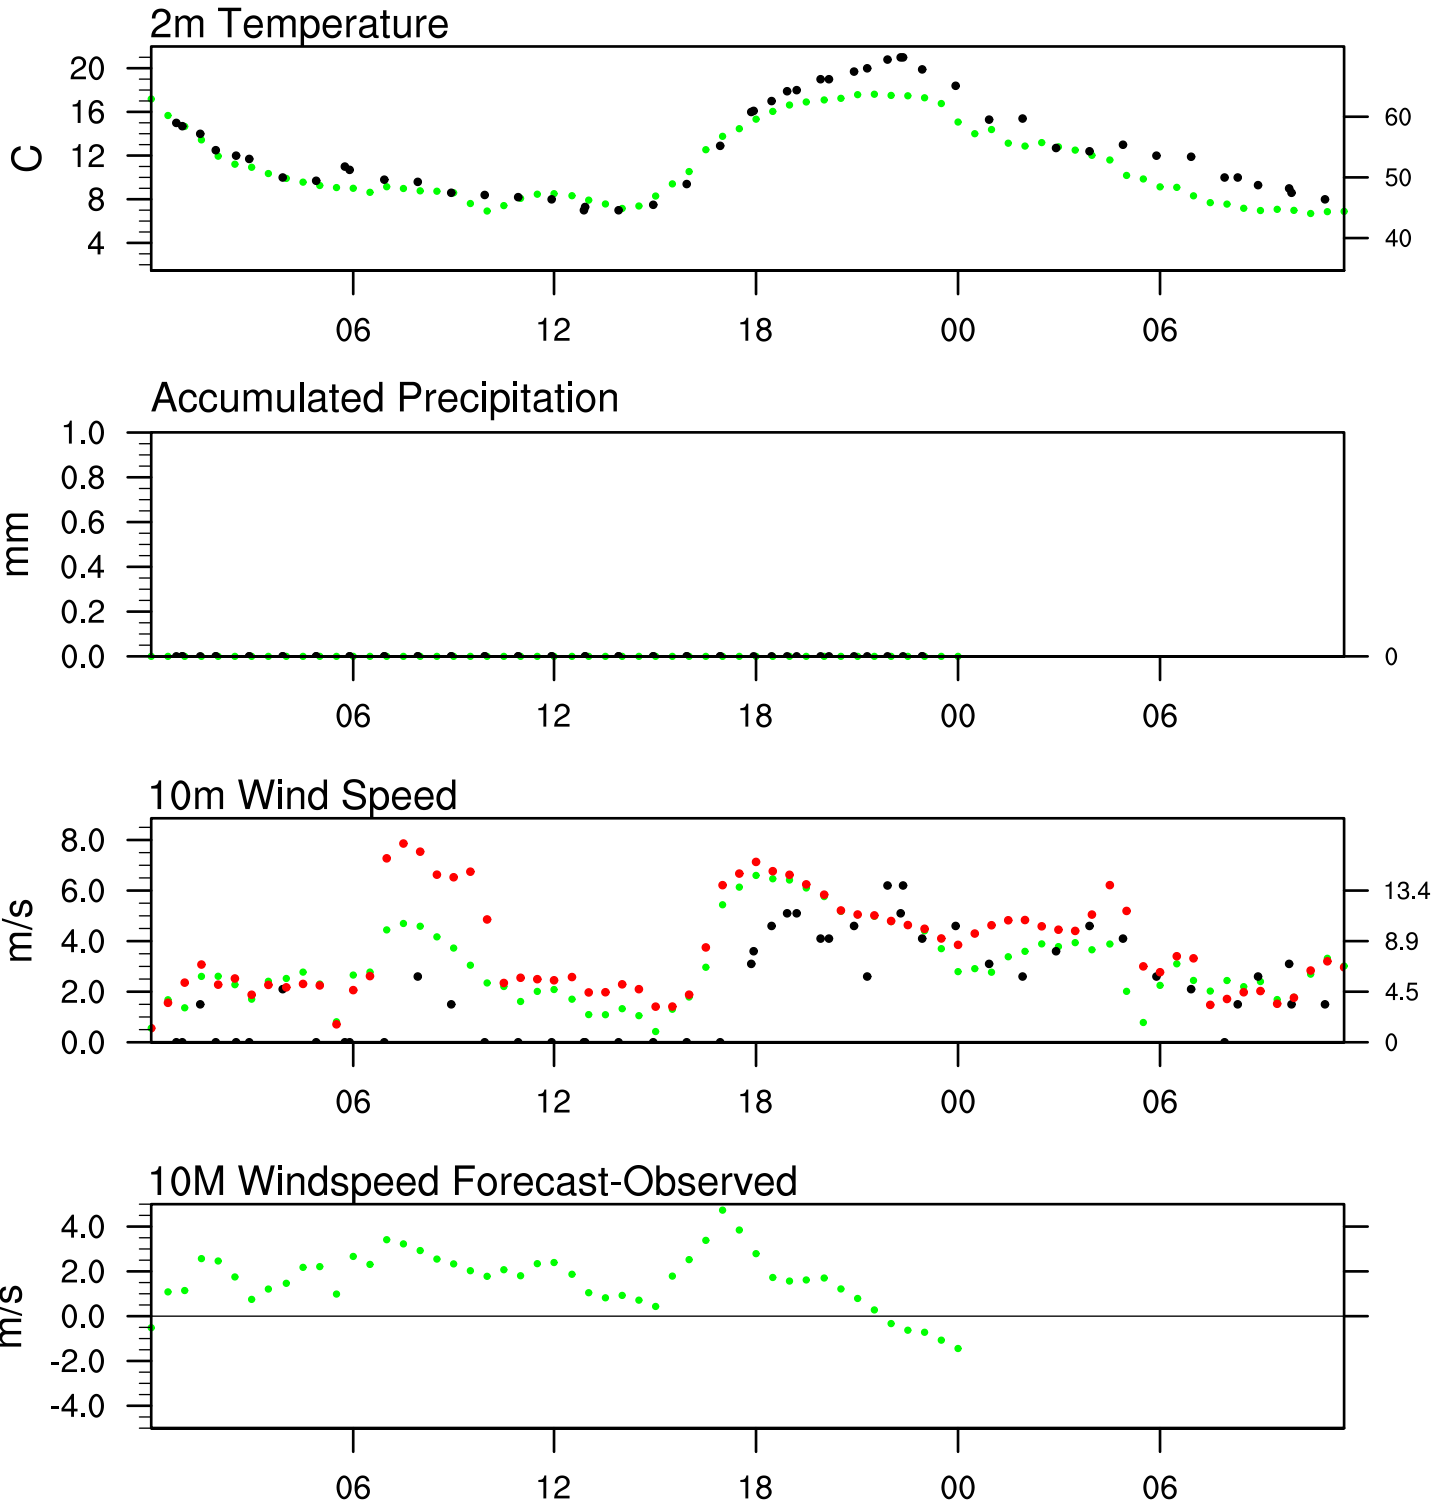 2m Temperature
C
20
16
12
8
4
60
50
40
06 12 18 00 06
Accumulated Precipitation
mm
1.0
0.8
0.6
0.4
0.2
0.0
0
06 12 18 00 06
10m Wind Speed
m/s
8.0
6.0
4.0
2.0
0.0
13.4
8.9
4.5
0
06 12 18 00 06
10M Windspeed Forecast-Observed
m/s
4.0
2.0
0.0
-2.0
-4.0
06 12 18 00 06